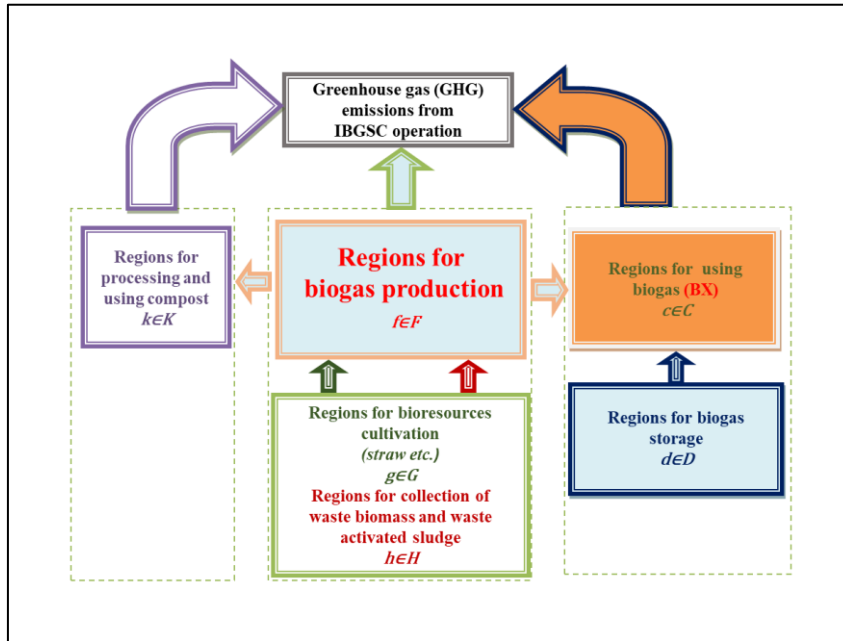 Greenhouse gas (GHG)
emissions from
IBGSC operation
Regions for
processing and
using compost
k∈K
Regions for
biogas production
f∈F
Regions for using
biogas (BX)
c∈C
Regions for bioresources
cultivation
(straw etc.)
g∈G
Regions for collection of
waste biomass and waste
activated sludge
h∈H
Regions for biogas
storage
d∈D